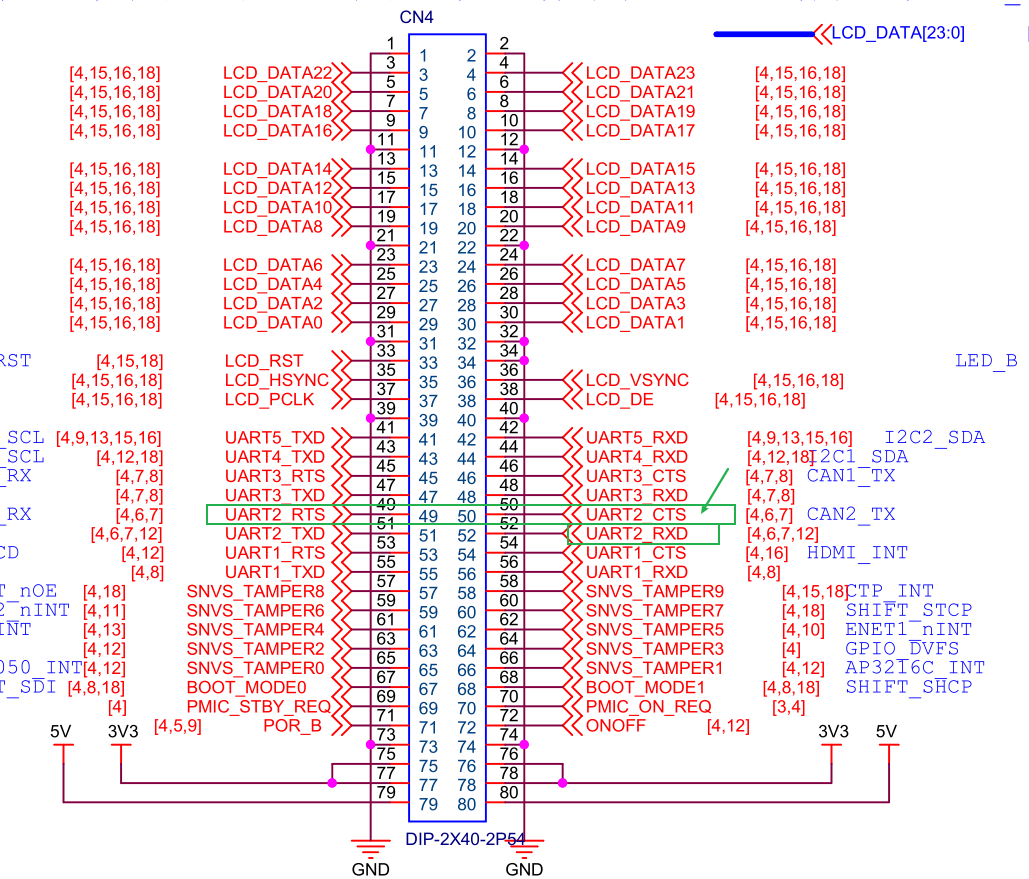 CN4
LCD_DATA[23:0]
1 1 2 2
[4,15,16,18] LCD_DATA22 3 3 4 4 LCD_DATA23 [4,15,16,18]
[4,15,16,18] LCD_DATA20 5 5 6 6 LCD_DATA21 [4,15,16,18]
[4,15,16,18] LCD_DATA18 7 7 8 8 LCD_DATA19 [4,15,16,18]
[4,15,16,18] LCD_DATA16 9 9 10 10 LCD_DATA17 [4,15,16,18]
11 11 12 12
[4,15,16,18] LCD_DATA14 13 13 14 14 LCD_DATA15 [4,15,16,18]
[4,15,16,18] LCD_DATA12 15 15 16 16 LCD_DATA13 [4,15,16,18]
[4,15,16,18] LCD_DATA10 17 17 18 18 LCD_DATA11 [4,15,16,18]
[4,15,16,18] LCD_DATA8 19 19 20 20 LCD_DATA9 [4,15,16,18]
21 21 22 22
[4,15,16,18] LCD_DATA6 23 23 24 24 LCD_DATA7 [4,15,16,18]
[4,15,16,18] LCD_DATA4 25 25 26 26 LCD_DATA5 [4,15,16,18]
[4,15,16,18] LCD_DATA2 27 27 28 28 LCD_DATA3 [4,15,16,18]
[4,15,16,18] LCD_DATA0 29 29 30 30 LCD_DATA1 [4,15,16,18]
31 31 32 32
RST [4,15,18] LCD_RST 33 33 34 34 LED_B
[4,15,16,18] LCD_HSYNC 35 35 36 36 LCD_VSYNC [4,15,16,18]
[4,15,16,18] LCD_PCLK 37 37 38 38 LCD_DE [4,15,16,18]
39 39 40 40
_SCL [4,9,13,15,16] UART5_TXD 41 41 42 42 UART5_RXD [4,9,13,15,16] I2C2_SDA
_SCL [4,12,18] UART4_TXD 43 43 44 44 UART4_RXD [4,12,18] I2C1_SDA
_RX [4,7,8] UART3_RTS 45 45 46 46 UART3_CTS [4,7,8] CAN1_TX
[4,7,8] UART3_TXD 47 47 48 48 UART3_RXD [4,7,8]
_RX [4,6,7] UART2_RTS 49 49 50 50 UART2_CTS [4,6,7] CAN2_TX
[4,6,7,12] UART2_TXD 51 51 52 52 UART2_RXD [4,6,7,12]
CD [4,12] UART1_RTS 53 53 54 54 UART1_CTS [4,16] HDMI_INT
[4,8] UART1_TXD 55 55 56 56 UART1_RXD [4,8]
T_nOE [4,18] SNVS_TAMPER8 57 57 58 58 SNVS_TAMPER9 [4,15,18] CTP_INT
2_nINT [4,11] SNVS_TAMPER6 59 59 60 60 SNVS_TAMPER7 [4,18] SHIFT_STCP
INT [4,13] SNVS_TAMPER4 61 61 62 62 SNVS_TAMPER5 [4,10] ENET1_nINT
[4,12] SNVS_TAMPER2 63 63 64 64 SNVS_TAMPER3 [4] GPIO_DVFS
050_INT [4,12] SNVS_TAMPER0 65 65 66 66 SNVS_TAMPER1 [4,12] AP3216C_INT
T_SDI [4,8,18] BOOT_MODE0 67 67 68 68 BOOT_MODE1 [4,8,18] SHIFT_SHCP
[4] PMIC_STBY_REQ 69 69 70 70 PMIC_ON_REQ [3,4]
[4,5,9] POR_B 71 71 72 72 ONOFF [4,12]
5V 3V3 73 73 74 74 3V3 5V
75 75 76 76
77 77 78 78
79 79 80 80
DIP-2X40-2P54
GND GND